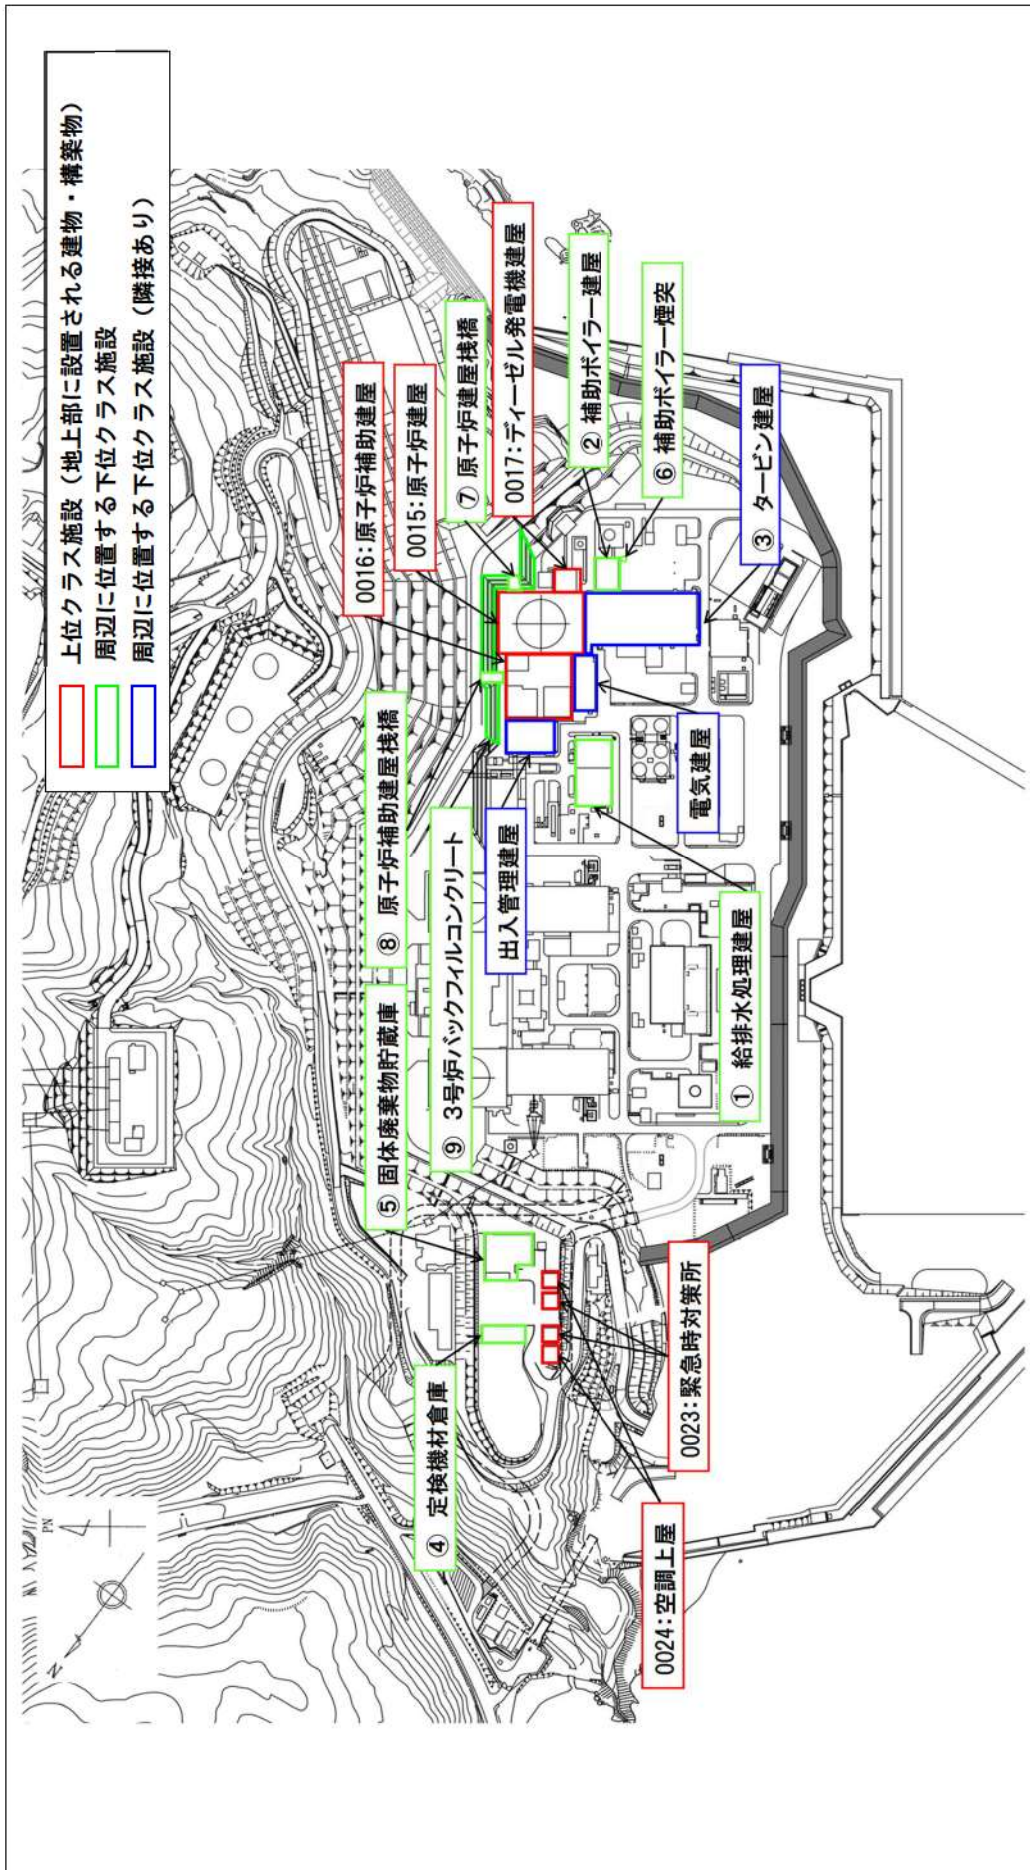 上位クラス施設（地上部に設置される建物・構築物）
周辺に位置する下位クラス施設
周辺に位置する下位クラス施設（隣接あり）
PN
N
④ 定検機材倉庫
⑤ 固体廃棄物貯蔵庫
⑧ 原子炉補助建屋桟橋
⑨ 3号炉バックフィルコンクリート
出入管理建屋
0016：原子炉補助建屋
0015：原子炉建屋
⑦ 原子炉建屋桟橋
0017：ディーゼル発電機建屋
② 補助ボイラー建屋
⑥ 補助ボイラー煙突
③ タービン建屋
電気建屋
① 給排水処理建屋
0023：緊急時対策所
0024：空調上屋